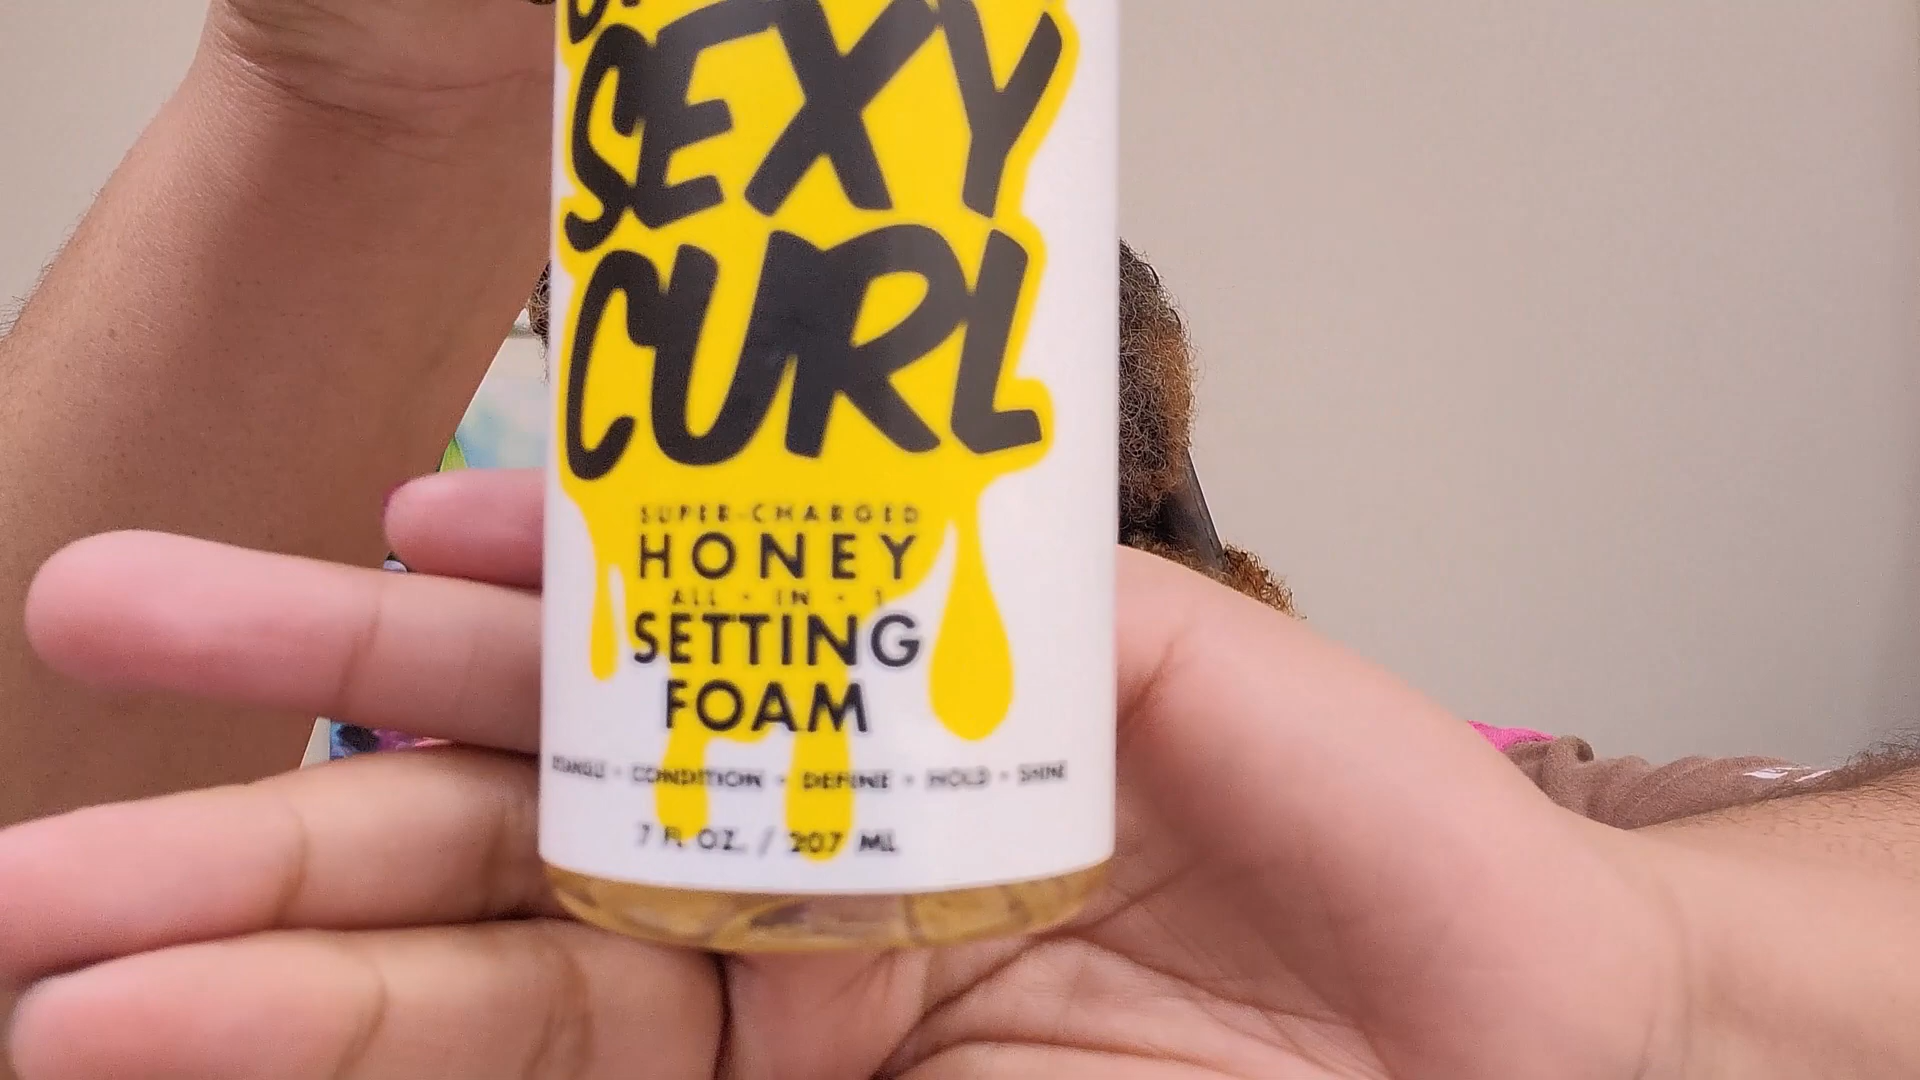 SEXY
CURL
SUPER-CHARGED
HONEY
ALL - IN - 1
SETTING
FOAM
CONDITION • DEFINE • HOLD • SHINE
7 FL OZ. / 207 ML